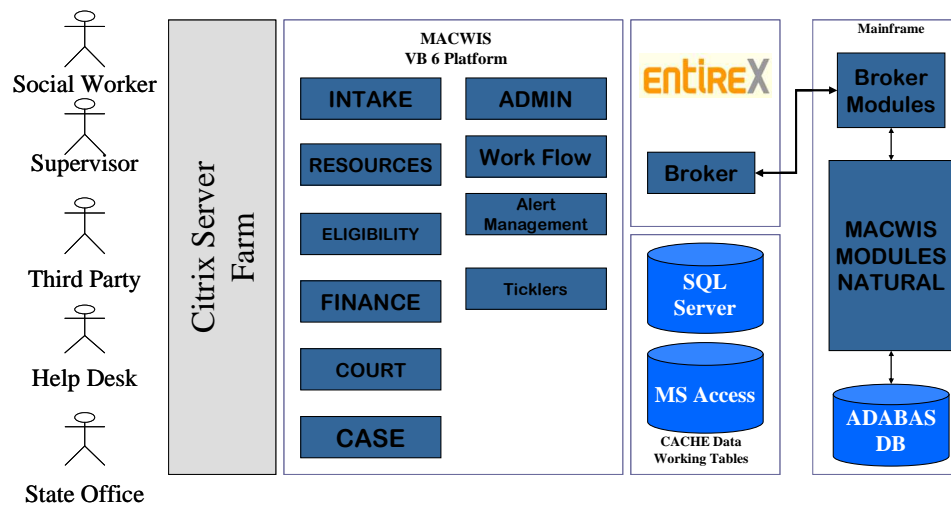 Social Worker
Supervisor
Third Party
Help Desk
State Office
Citrix Server
Farm
MACWIS
VB 6 Platform
INTAKE
RESOURCES
ELIGIBILITY
FINANCE
COURT
CASE
ADMIN
Work Flow
Alert
Management
Ticklers
entireX
Broker
SQL
Server
MS Access
CACHE Data
Working Tables
Mainframe
Broker
Modules
MACWIS
MODULES
NATURAL
ADABAS
DB